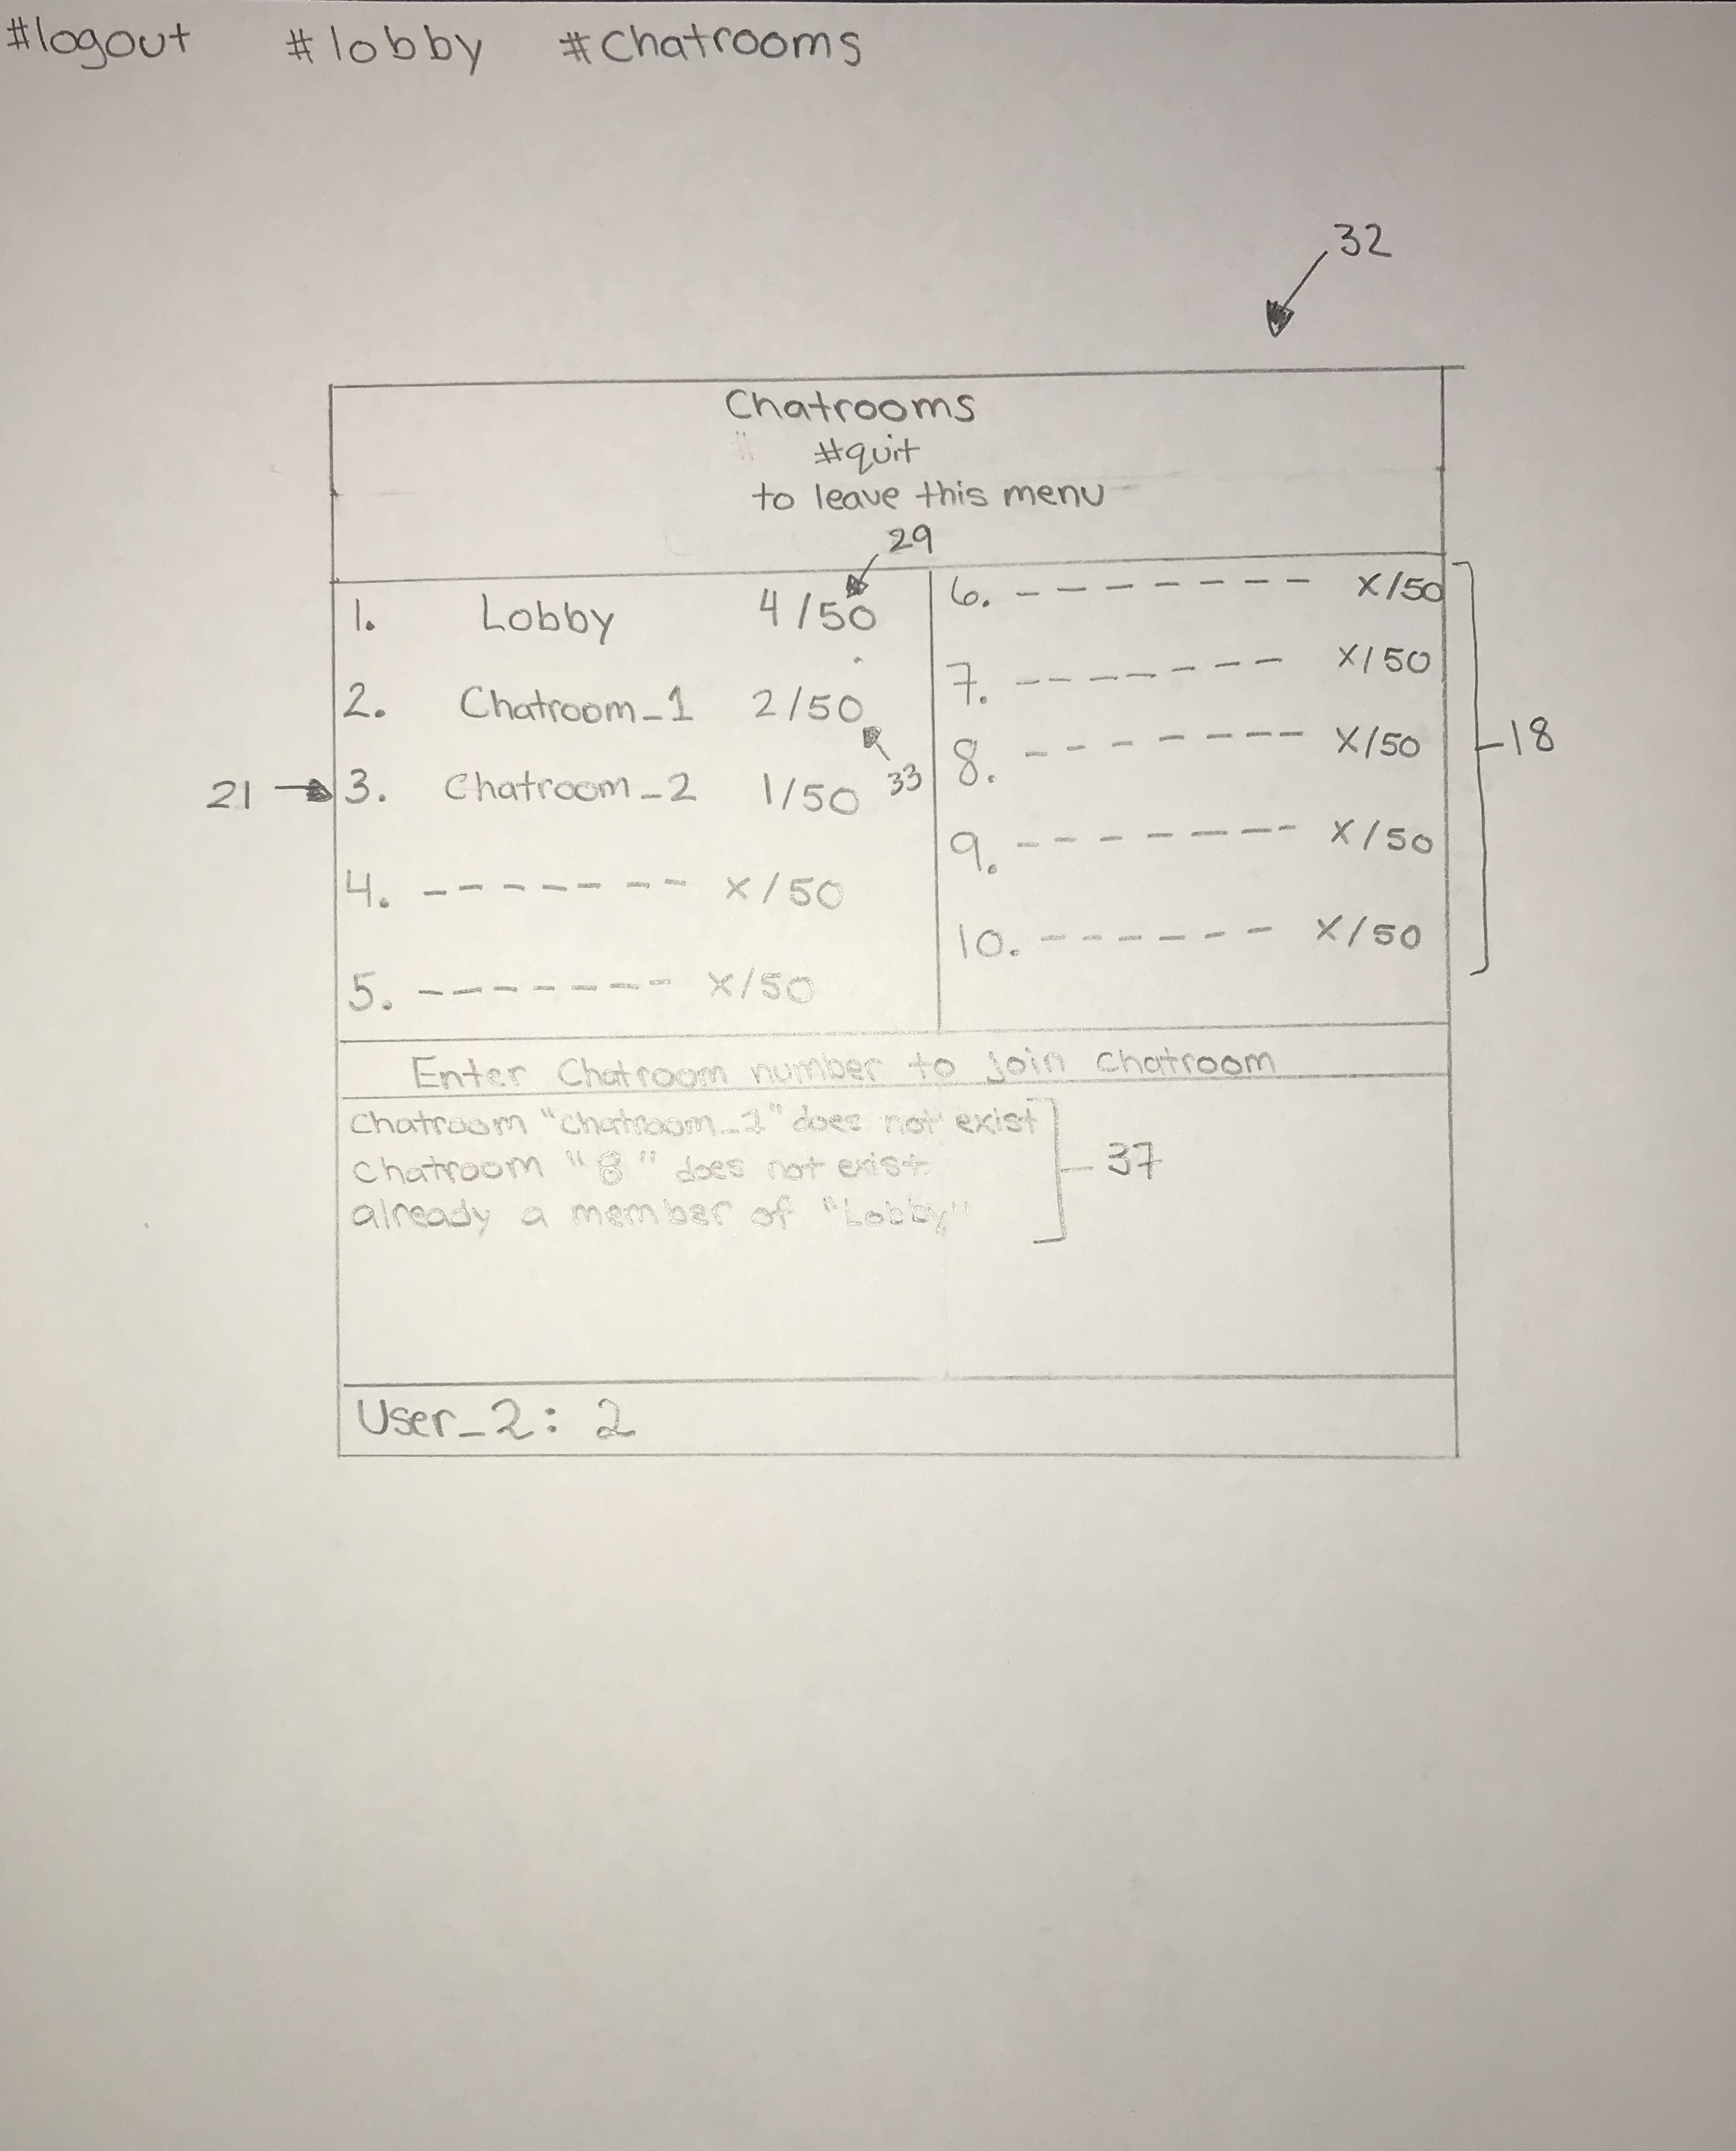 #logout #lobby #chatrooms
32
Chatrooms
#quit
to leave this menu
29
1. Lobby 4/50
2. Chatroom_1 2/50
33
21
3. Chatroom_2 1/50
4. ------- x/50
5. ------- x/50
6. -------- x/50
7. ------- x/50
8. ------- x/50
9. ------- x/50
10. ------ x/50
18
Enter Chatroom number to join chatroom
Chatroom "Chatroom_2" does not exist
Chatroom "8" does not exist.
already a member of "Lobby"
37
User_2: 2